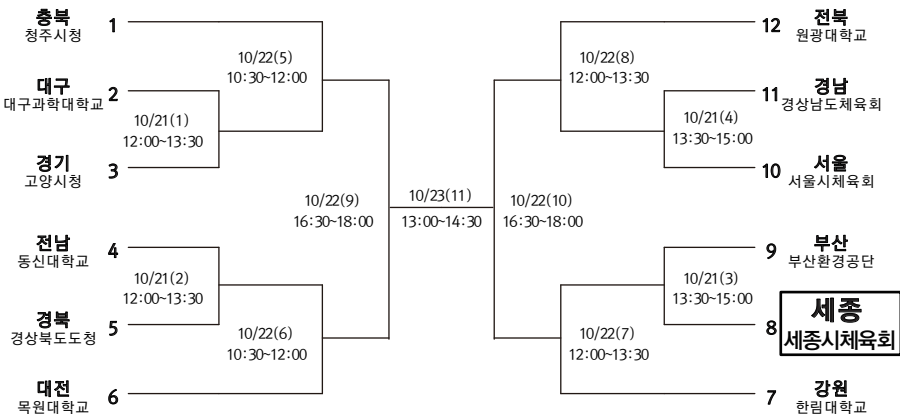 충북 1
청주시청
10/22(5)
10:30~12:00
대구 2
대구과학대학교
10/21(1)
12:00~13:30
경기 3
고양시청
10/22(9)
16:30~18:00
전남 4
동신대학교
10/21(2)
12:00~13:30
경북 5
경상북도도청
10/22(6)
10:30~12:00
대전 6
목원대학교
10/23(11)
13:00~14:30
12 전북
원광대학교
10/22(8)
12:00~13:30
11 경남
경상남도체육회
10/21(4)
13:30~15:00
10 서울
서울시체육회
10/22(10)
16:30~18:00
9 부산
부산환경공단
10/21(3)
13:30~15:00
8 세종
세종시체육회
10/22(7)
12:00~13:30
7 강원
한림대학교